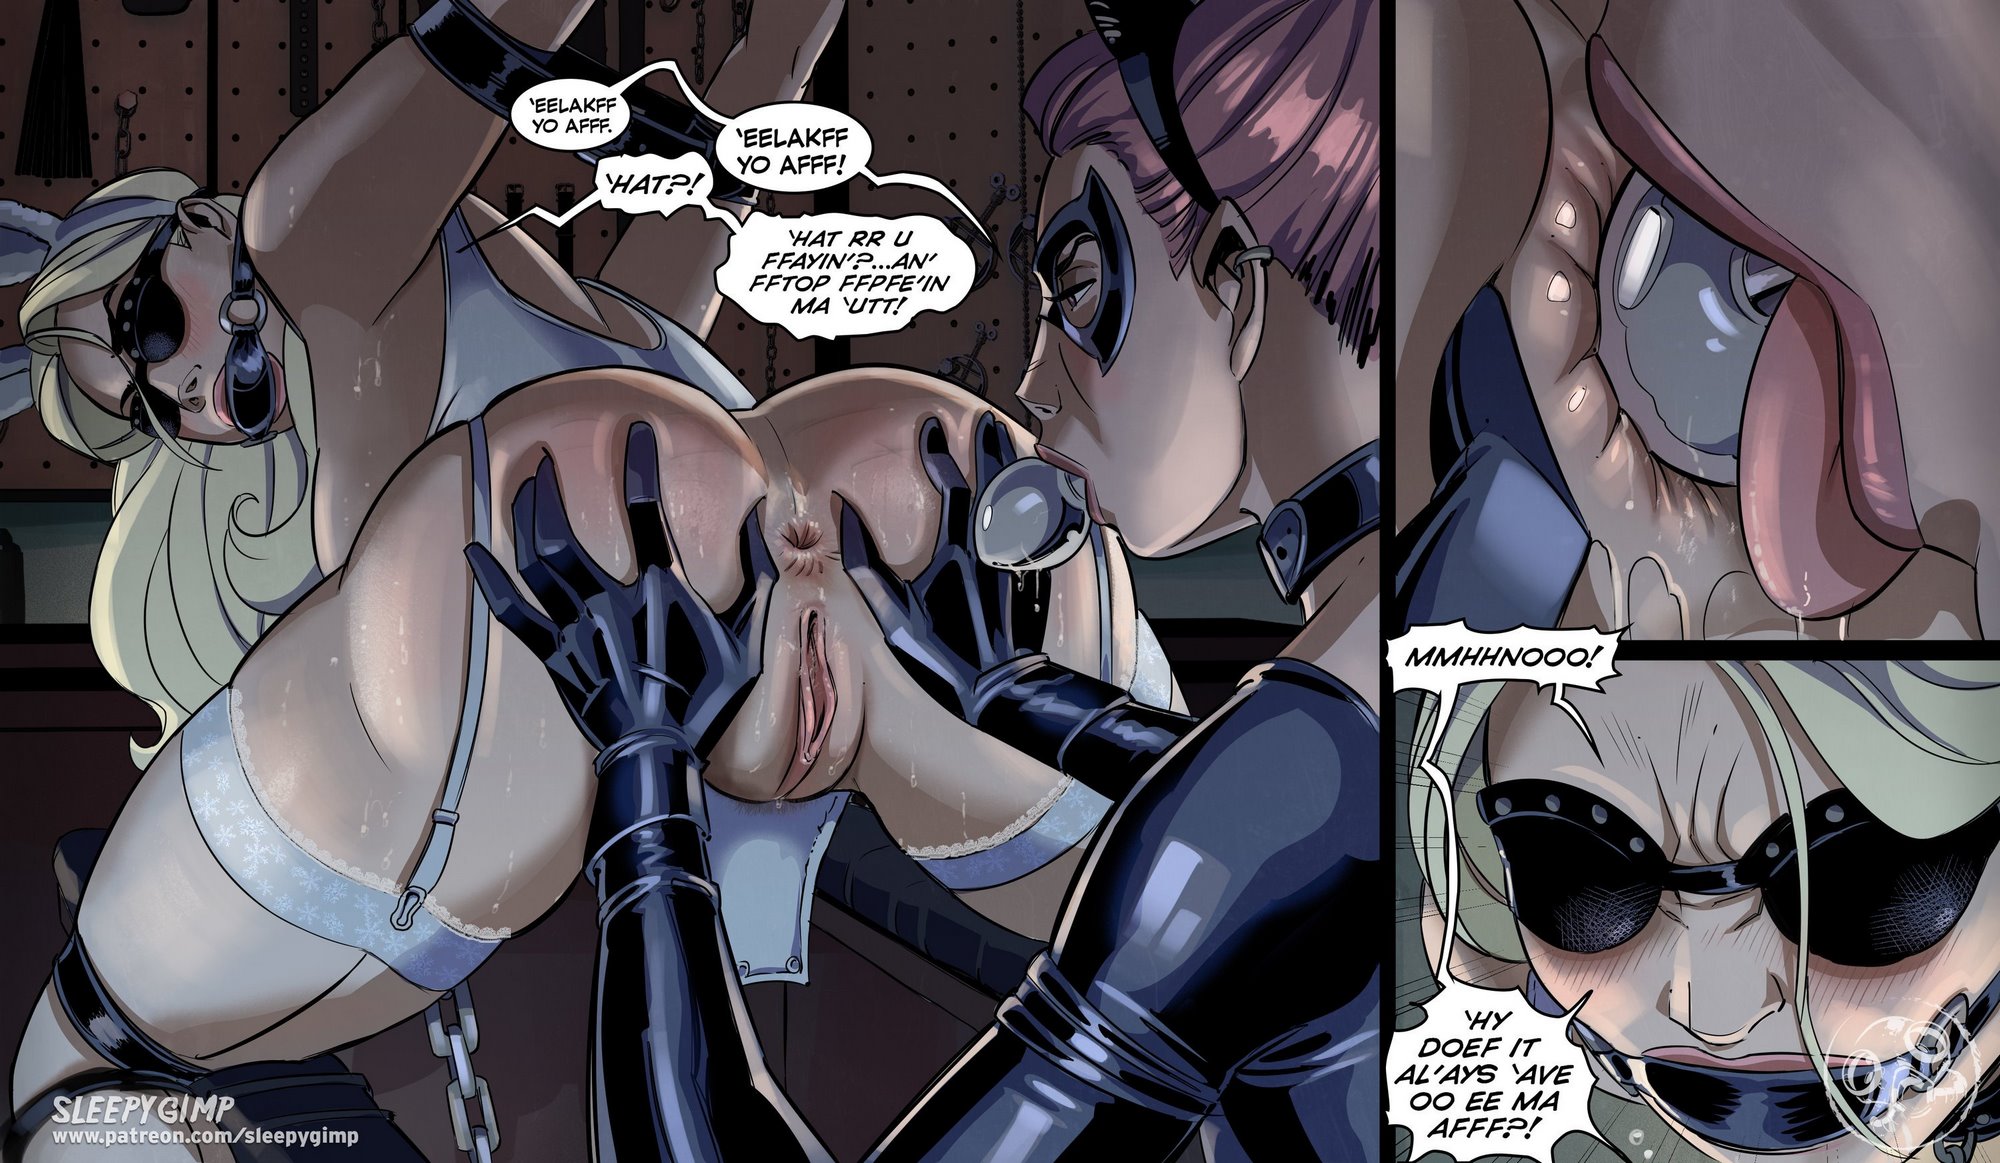 'EELAKFF
YO AFFF.
'EELAKFF
YO AFFF!
'HAT?!
'HAT RR U
FFAYIN'?...AN'
FFTOP FFPFE'IN
MA 'UTT!
MMHHNOOO!
'HY
DOEF IT
AL'AYS 'AVE
OO EE MA
AFFF?!
SLEEPYGIMP
www.patreon.com/sleepygimp